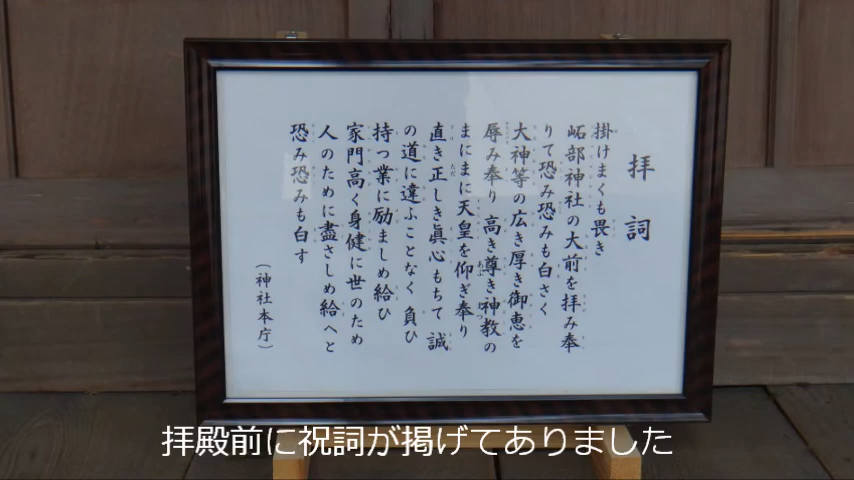 拝詞
掛けまくも畏き
㡯部神社の大前を拝み奉
りて恐み恐みも白さく
大神等の広き厚き御恵を
辱み奉り高き尊き神教の
まにまに天皇を仰ぎ奉り
直き正しき眞心もちて誠
の道に違ふことなく負ひ
持つ業に励ましめ給ひ
家門高く身健に世のため
人のために盡さしめ給へと
恐み恐みも白す
（神社本庁）
拝殿前に祝詞が掲げてありました